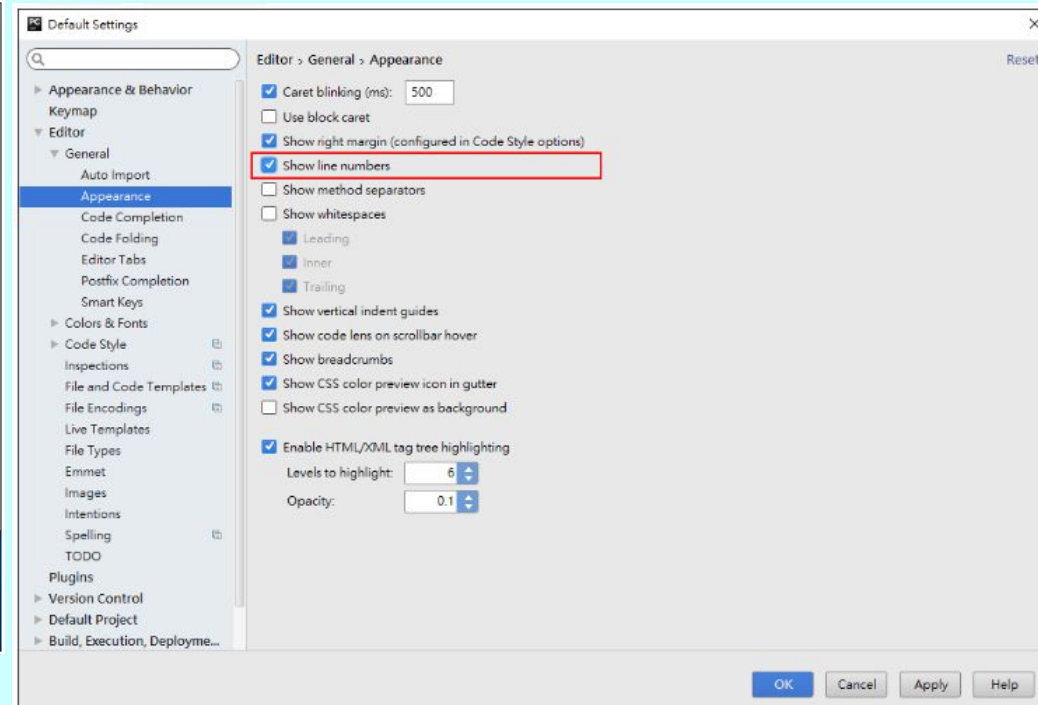 PC Default Settings
Editor › General › Appearance
Reset
Appearance & Behavior
Keymap
Editor
General
Auto Import
Appearance
Code Completion
Code Folding
Editor Tabs
Postfix Completion
Smart Keys
Colors & Fonts
Code Style
Inspections
File and Code Templates
File Encodings
Live Templates
File Types
Emmet
Images
Intentions
Spelling
TODO
Plugins
Version Control
Default Project
Build, Execution, Deployme...
Caret blinking (ms): 500
Use block caret
Show right margin (configured in Code Style options)
Show line numbers
Show method separators
Show whitespaces
Leading
Inner
Trailing
Show vertical indent guides
Show code lens on scrollbar hover
Show breadcrumbs
Show CSS color preview icon in gutter
Show CSS color preview as background
Enable HTML/XML tag tree highlighting
Levels to highlight: 6
Opacity: 0.1
OK Cancel Apply Help